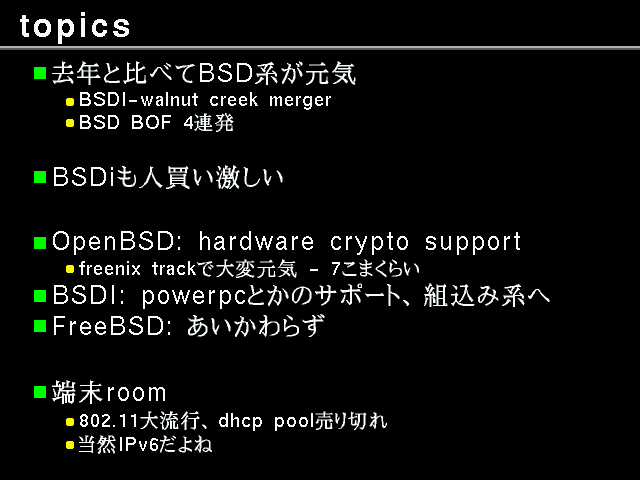 topics
去年と比べてBSD系が元気
BSDI-walnut creek merger
BSD BOF 4連発
BSDiも人買い激しい
OpenBSD: hardware crypto support
freenix trackで大変元気 - 7こまくらい
BSDI: powerpcとかのサポート、組込み系へ
FreeBSD: あいかわらず
端末room
802.11大流行、dhcp pool売り切れ
当然IPv6だよね